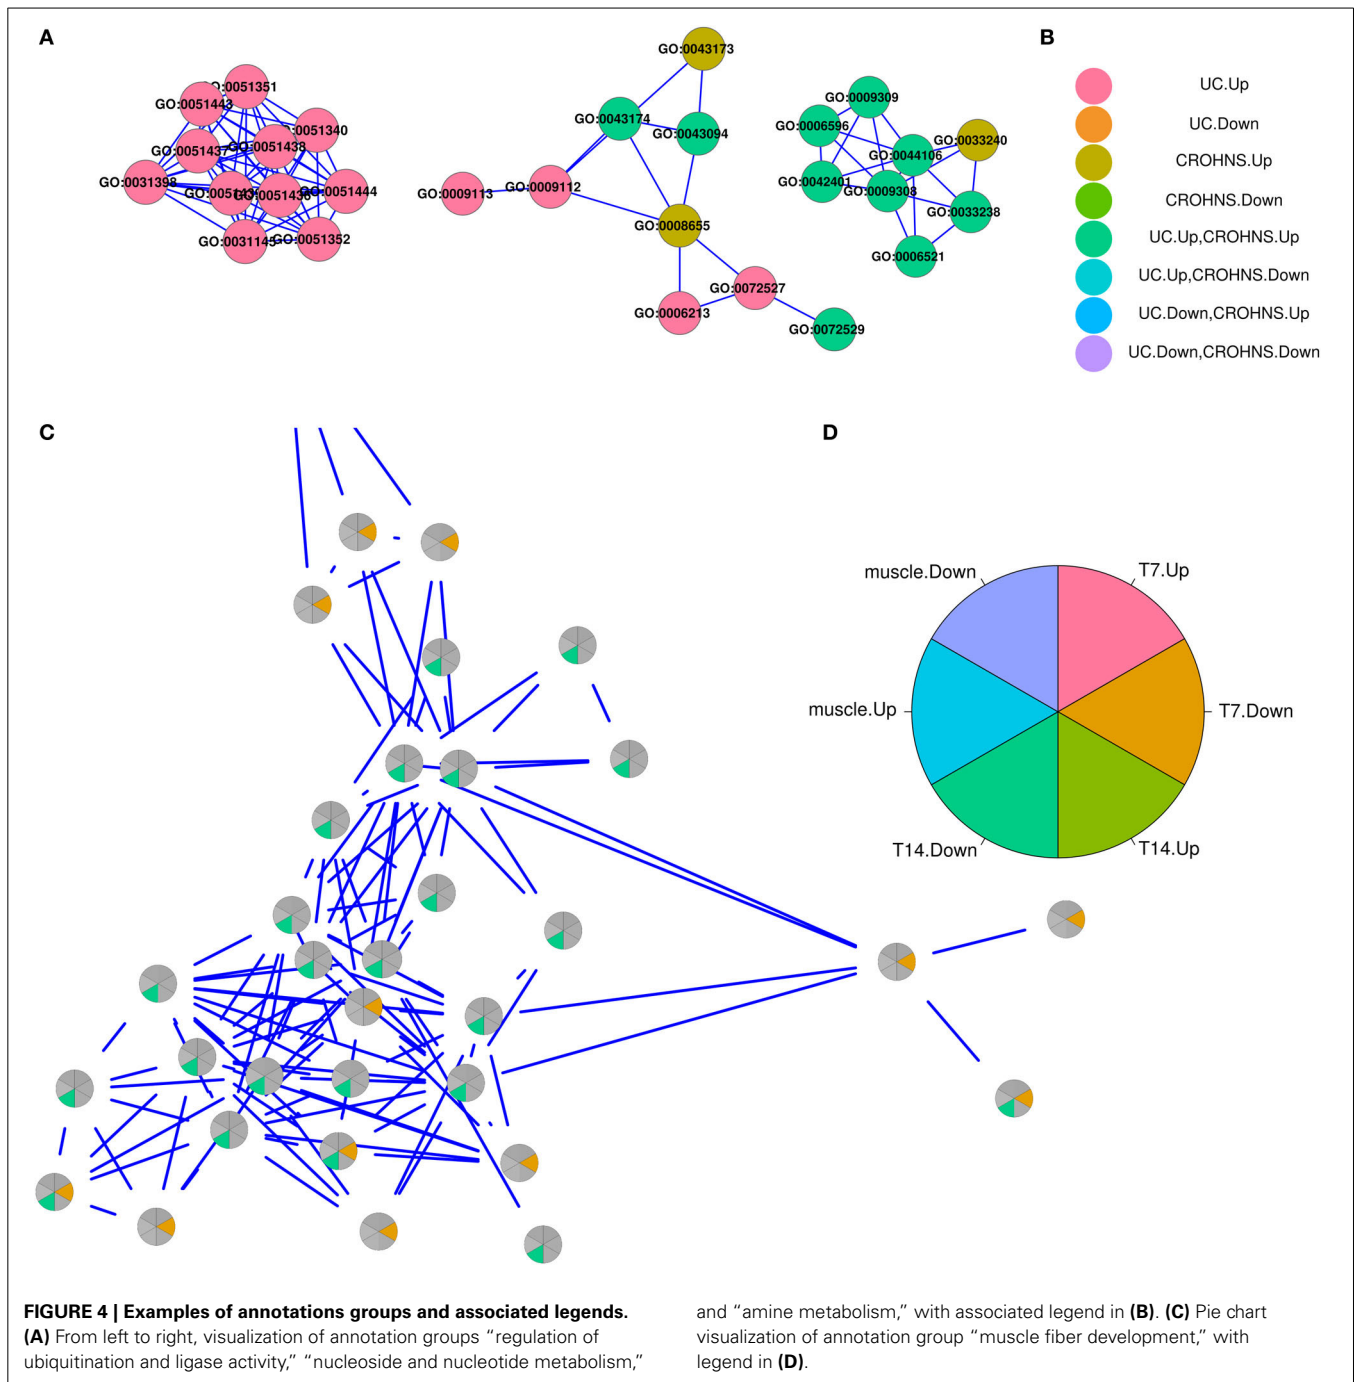 A
B
GO:0043173
GO:0051351
GO:0051443
GO:0009309
GO:0051340
GO:0043174
GO:0043094
GO:0006596
GO:0033240
GO:0051437
GO:0051438
GO:0044106
GO:0031398
GO:0051436
GO:0051444
GO:0009113
GO:0009112
GO:0042401
GO:0009308
GO:0033238
GO:0008655
GO:0031145
GO:0051352
GO:0006521
GO:0072527
GO:0006213
GO:0072529
UC.Up
UC.Down
CROHNS.Up
CROHNS.Down
UC.Up,CROHNS.Up
UC.Up,CROHNS.Down
UC.Down,CROHNS.Up
UC.Down,CROHNS.Down
C
D
muscle.Down
T7.Up
muscle.Up
T7.Down
T14.Down
T14.Up
FIGURE 4 | Examples of annotations groups and associated legends.
(A) From left to right, visualization of annotation groups “regulation of
ubiquitination and ligase activity,” “nucleoside and nucleotide metabolism,”
and “amine metabolism,” with associated legend in (B). (C) Pie chart
visualization of annotation group “muscle fiber development,” with
legend in (D).